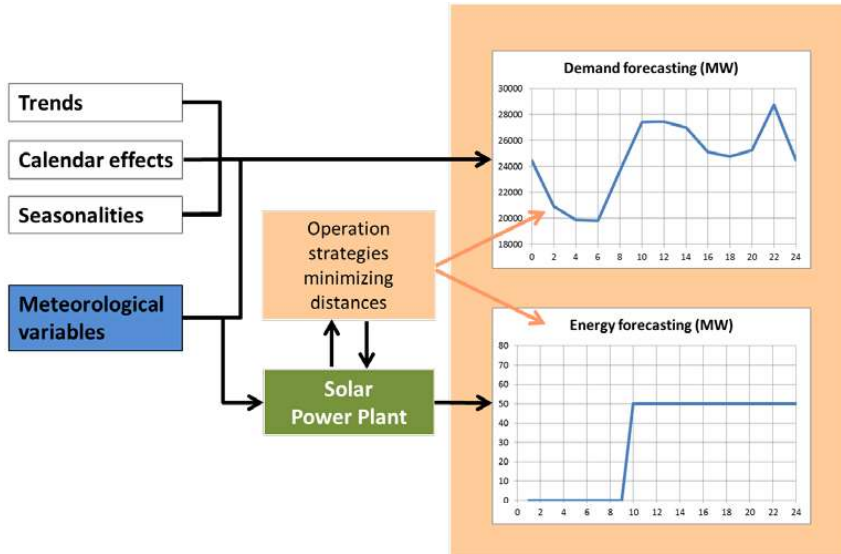 Trends
Calendar effects
Seasonalities
Meteorological
variables
Operation
strategies
minimizing
distances
Solar
Power Plant
Demand forecasting (MW)
30000
28000
26000
24000
22000
20000
18000
0 2 4 6 8 10 12 14 16 18 20 22 24
Energy forecasting (MW)
80
70
60
50
40
30
20
10
0
0 2 4 6 8 10 12 14 16 18 20 22 24